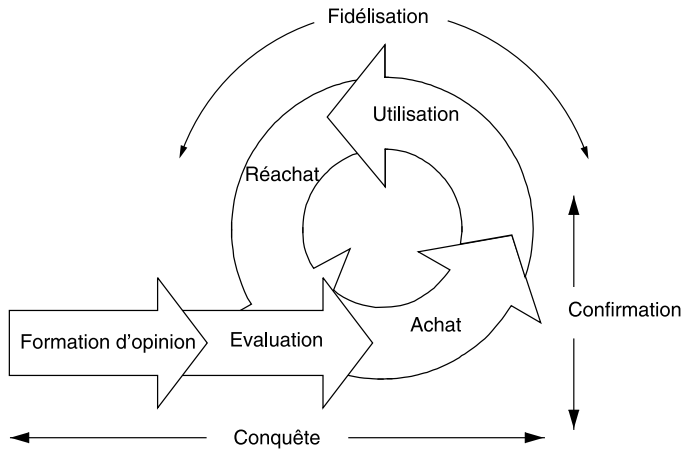 Fidélisation
Utilisation
Réachat
Confirmation
Formation d'opinion
Evaluation
Achat
Conquête